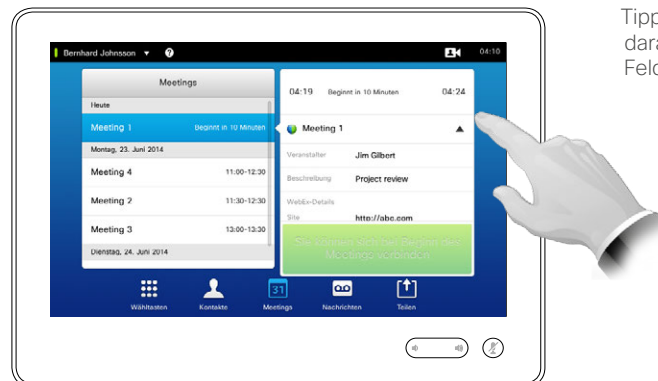 Bernhard Johnsson
04:10
Meetings
Heute
Meeting 1 Beginnt in 10 Minuten
Montag, 23. Juni 2014
Meeting 4 11:00-12:30
Meeting 2 11:30-12:30
Meeting 3 13:00-13:30
Dienstag, 24. Juni 2014
04:19 Beginnt in 10 Minuten 04:24
Meeting 1
Veranstalter Jim Gilbert
Beschreibung Project review
WebEx-Details
Site http://abc.com
Sie können sich bei Beginn des
Meetings verbinden
Wähltasten Kontakte 31 Meetings Nachrichten Teilen
Tipp
dara
Feld